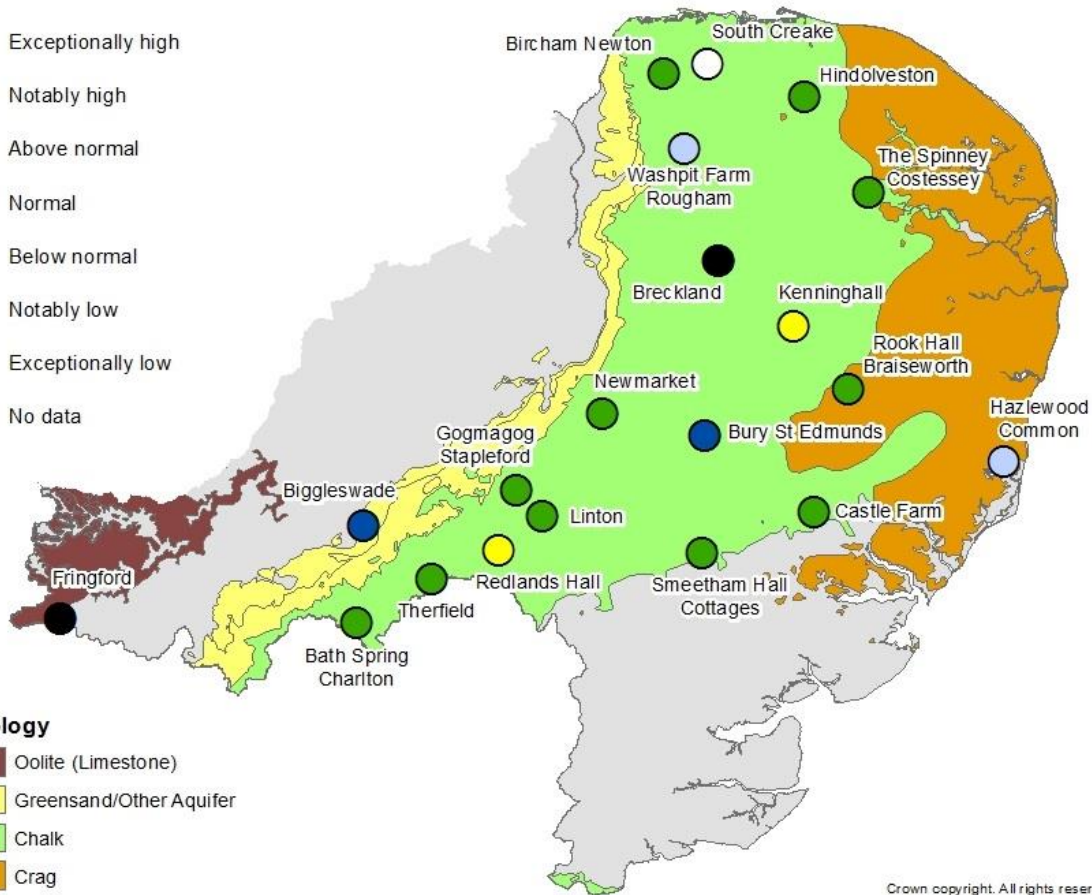 Exceptionally high
Notably high
Above normal
Normal
Below normal
Notably low
Exceptionally low
No data
South Creake
Bircham Newton
Hindolveston
Washpit Farm
Rougham
The Spinney
Costessey
Breckland
Kenninghall
Rook Hall
Braiseworth
Newmarket
Hazlewood
Common
Gogmagog
Stapleford
Bury St Edmunds
Biggleswade
Linton
Castle Farm
Fringford
Redlands Hall
Smeetham Hall
Cottages
Therfield
Bath Spring
Charlton
Oolite (Limestone)
Greensand/Other Aquifer
Chalk
Crag
Crown copyright. All rights